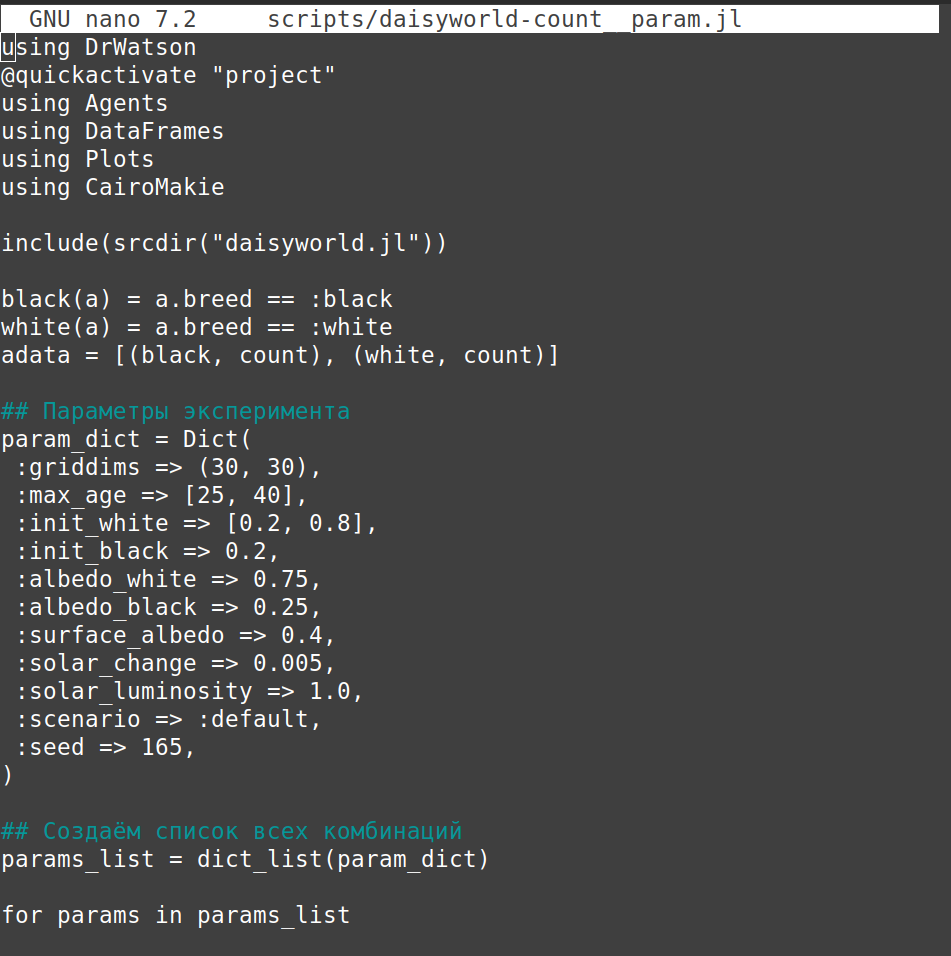 GNU nano 7.2     scripts/daisyworld-count__param.jl
using DrWatson
@quickactivate "project"
using Agents
using DataFrames
using Plots
using CairoMakie

include(srcdir("daisyworld.jl"))

black(a) = a.breed == :black
white(a) = a.breed == :white
adata = [(black, count), (white, count)]

## Параметры эксперимента
param_dict = Dict(
 :griddims => (30, 30),
 :max_age => [25, 40],
 :init_white => [0.2, 0.8],
 :init_black => 0.2,
 :albedo_white => 0.75,
 :albedo_black => 0.25,
 :surface_albedo => 0.4,
 :solar_change => 0.005,
 :solar_luminosity => 1.0,
 :scenario => :default,
 :seed => 165,
)

## Создаём список всех комбинаций
params_list = dict_list(param_dict)

for params in params_list